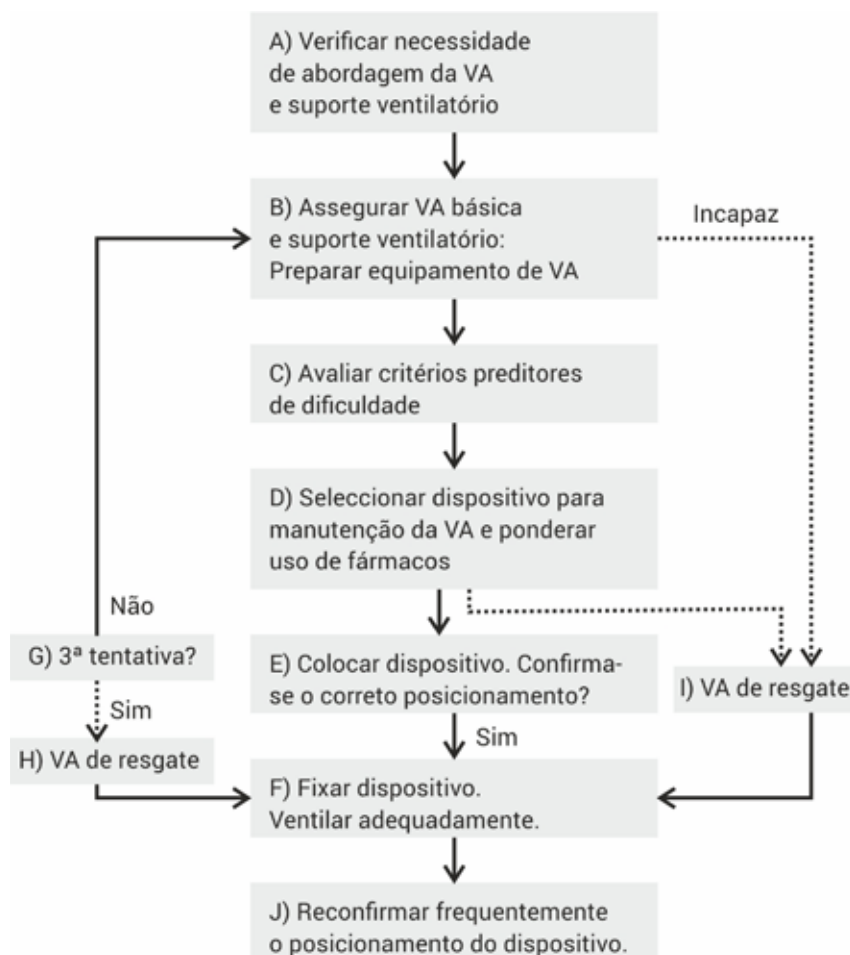 A) Verificar necessidade
de abordagem da VA
e suporte ventilatório
B) Assegurar VA básica
e suporte ventilatório:
Preparar equipamento de VA
Incapaz
C) Avaliar critérios preditores
de dificuldade
D) Seleccionar dispositivo para
manutenção da VA e ponderar
uso de fármacos
Não
G) 3ª tentativa?
Sim
H) VA de resgate
E) Colocar dispositivo. Confirma-
se o correto posicionamento?
Sim
I) VA de resgate
F) Fixar dispositivo.
Ventilar adequadamente.
J) Reconfirmar frequentemente
o posicionamento do dispositivo.